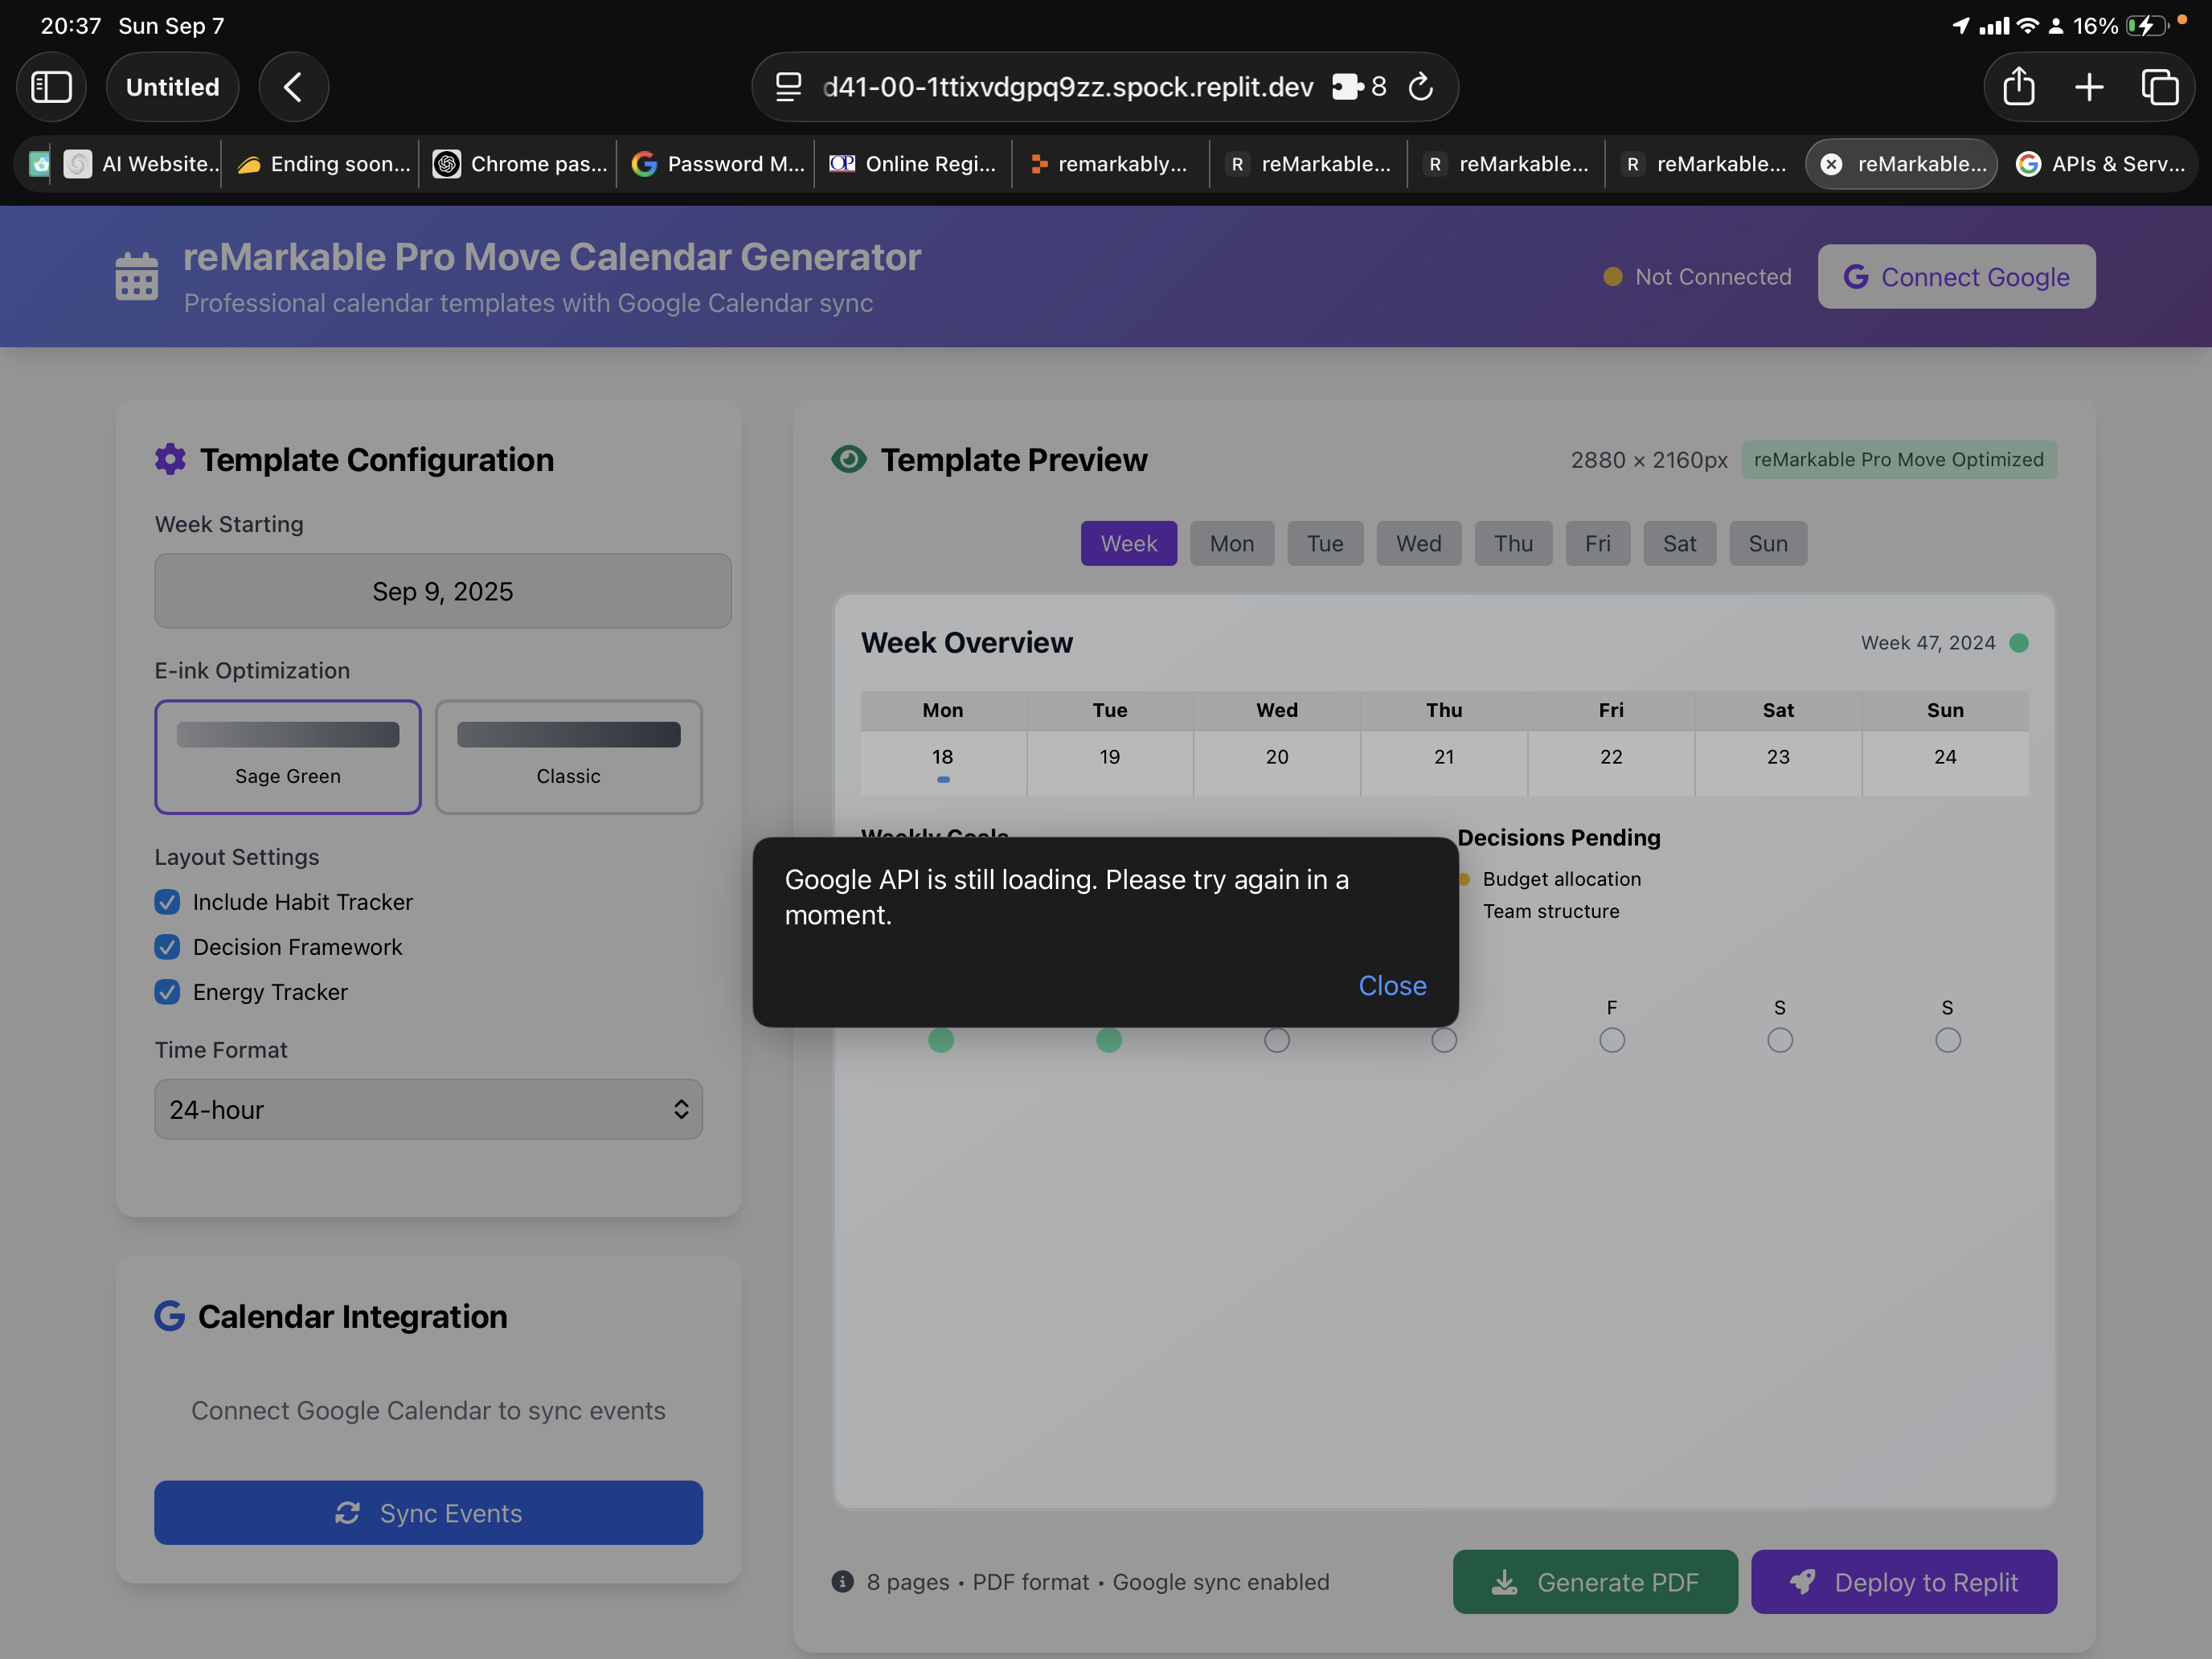 20:37 Sun Sep 7
16%
Untitled
d41-00-1ttixvdgpq9zz.spock.replit.dev
8
AI Website...
Ending soon...
Chrome pas...
Password M...
OP Online Regi...
remarkably...
R reMarkable...
R reMarkable...
R reMarkable...
reMarkable...
APIs & Serv...
reMarkable Pro Move Calendar Generator
Professional calendar templates with Google Calendar sync
Not Connected
Connect Google
Template Configuration
Week Starting
Sep 9, 2025
E-ink Optimization
Sage Green
Classic
Layout Settings
Include Habit Tracker
Decision Framework
Energy Tracker
Time Format
24-hour
Calendar Integration
Connect Google Calendar to sync events
Sync Events
Template Preview
2880 × 2160px
reMarkable Pro Move Optimized
Week Mon Tue Wed Thu Fri Sat Sun
Week Overview
Week 47, 2024
Mon Tue Wed Thu Fri Sat Sun
18 19 20 21 22 23 24
Weekly Goals
Decisions Pending
Budget allocation
Team structure
Google API is still loading. Please try again in a
moment.
Close
F S S
8 pages • PDF format • Google sync enabled
Generate PDF
Deploy to Replit